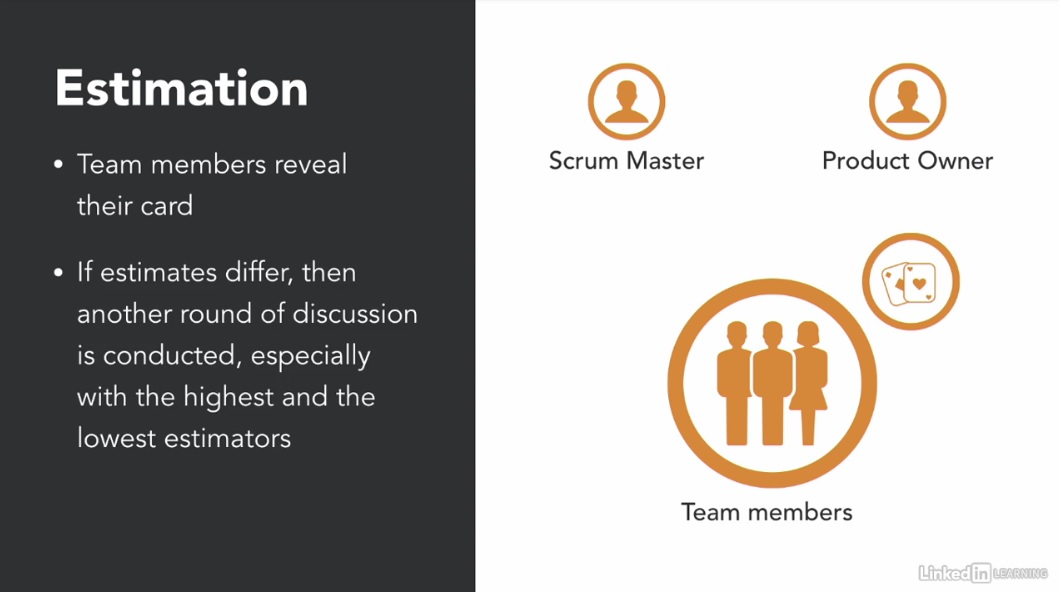 Estimation
• Team members reveal
their card
• If estimates differ, then
another round of discussion
is conducted, especially
with the highest and the
lowest estimators
Scrum Master
Product Owner
Team members
LinkedIn LEARNING